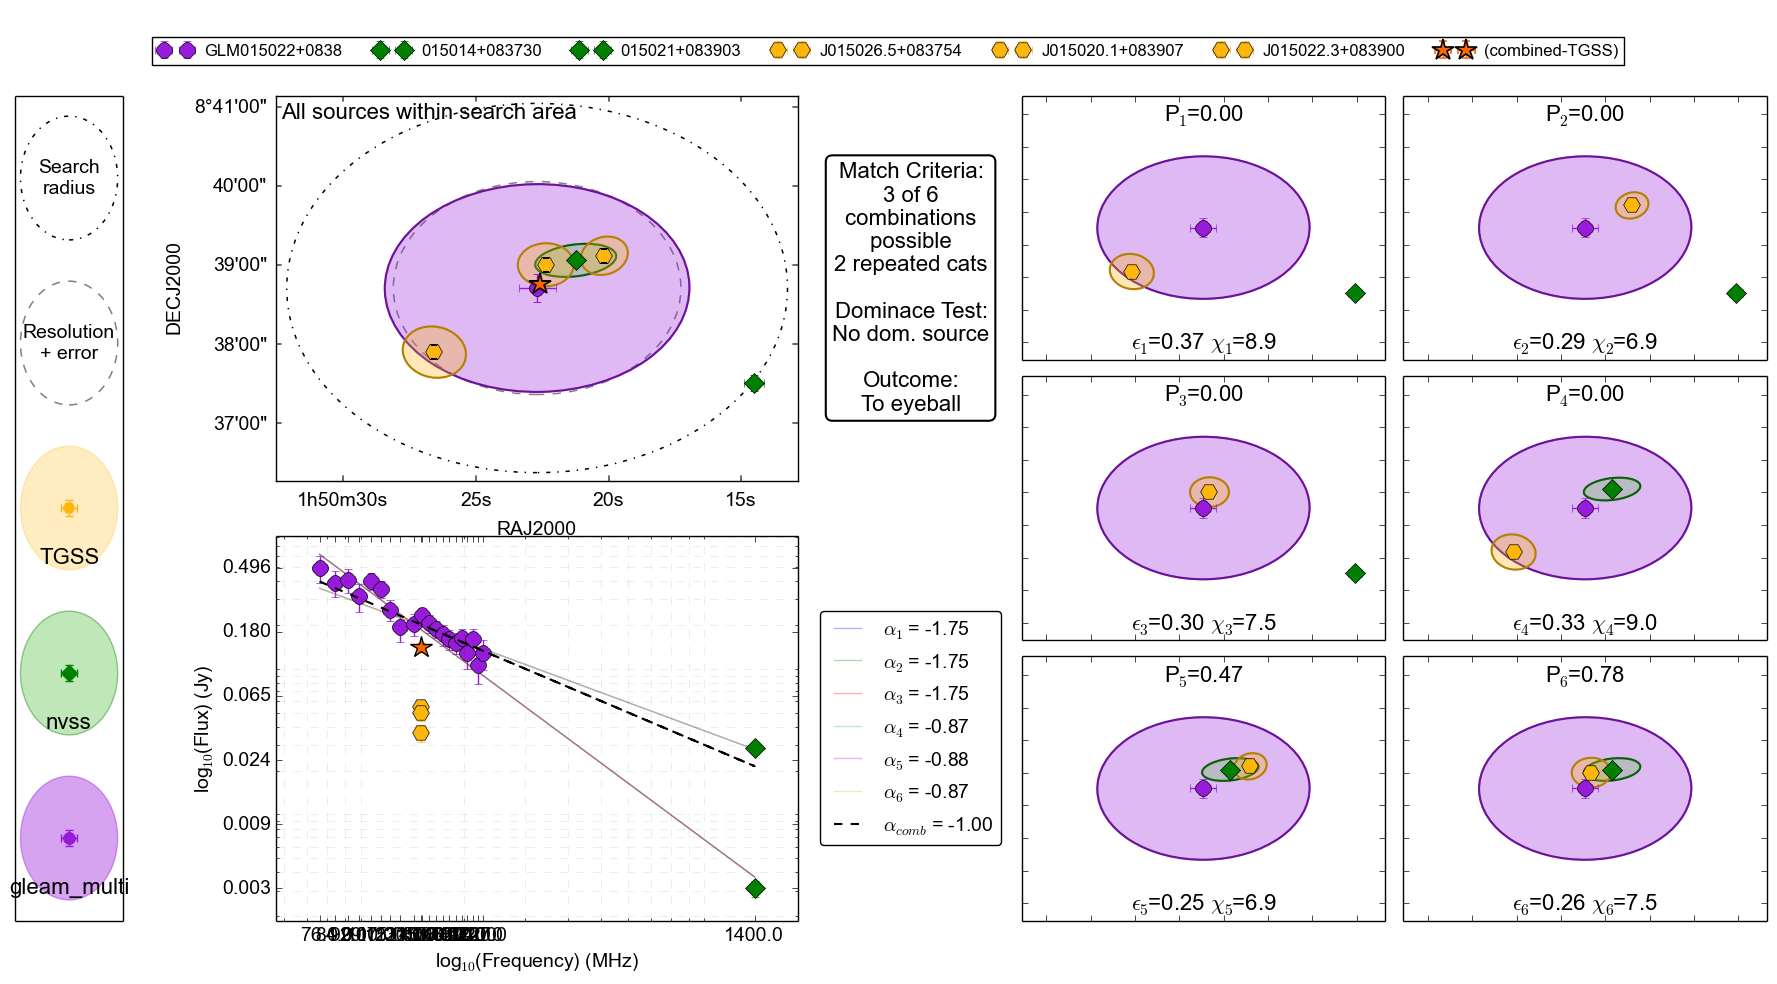 GLM015022+0838 015014+083730 015021+083903 J015026.5+083754 J015020.1+083907 J015022.3+083900 (combined-TGSS)
Search
radius
Resolution
+ error
TGSS
nvss
gleam_multi
All sources within search area
8°41'00"
40'00"
39'00"
38'00"
37'00"
DECJ2000
1h50m30s 25s 20s 15s
RAJ2000
Match Criteria:
3 of 6
combinations
possible
2 repeated cats
Dominace Test:
No dom. source
Outcome:
To eyeball
0.496
0.180
0.065
0.024
0.009
0.003
log10(Flux) (Jy)
1400.0
log10(Frequency) (MHz)
α1 = -1.75
α2 = -1.75
α3 = -1.75
α4 = -0.87
α5 = -0.88
α6 = -0.87
αcomb = -1.00
P1=0.00
ϵ1=0.37 χ1=8.9
P2=0.00
ϵ2=0.29 χ2=6.9
P3=0.00
ϵ3=0.30 χ3=7.5
P4=0.00
ϵ4=0.33 χ4=9.0
P5=0.47
ϵ5=0.25 χ5=6.9
P6=0.78
ϵ6=0.26 χ6=7.5